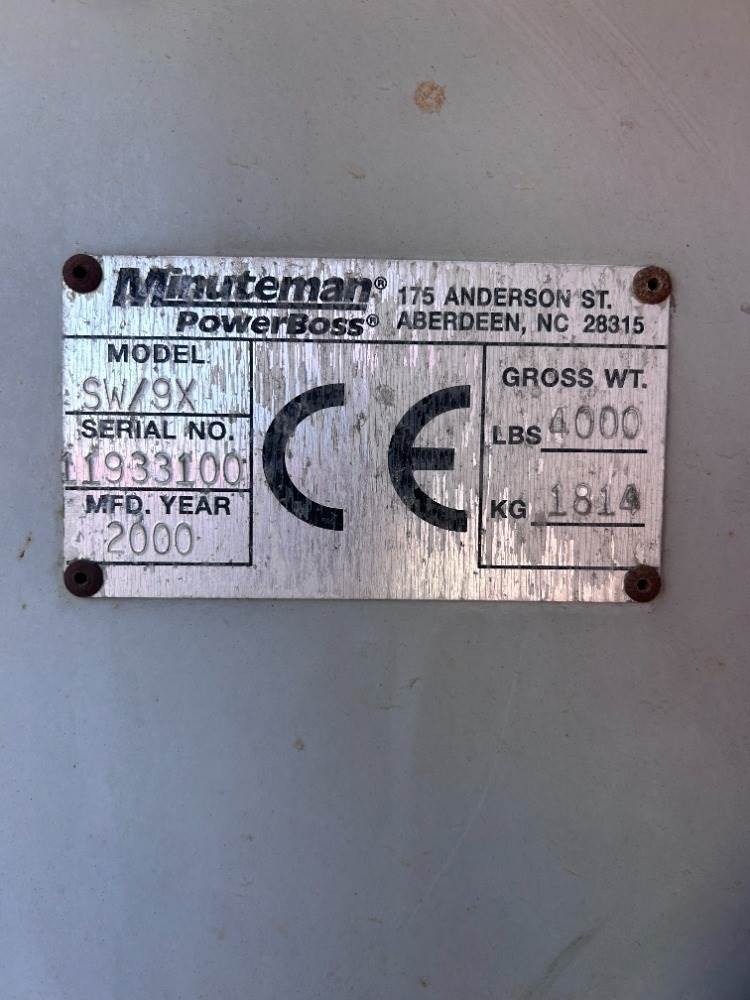 Minuteman® 175 ANDERSON ST.
PowerBoss® ABERDEEN, NC 28315
MODEL
SW/9X
SERIAL NO.
11933100
MFD. YEAR
2000
CE
GROSS WT.
LBS 4000
KG 1814